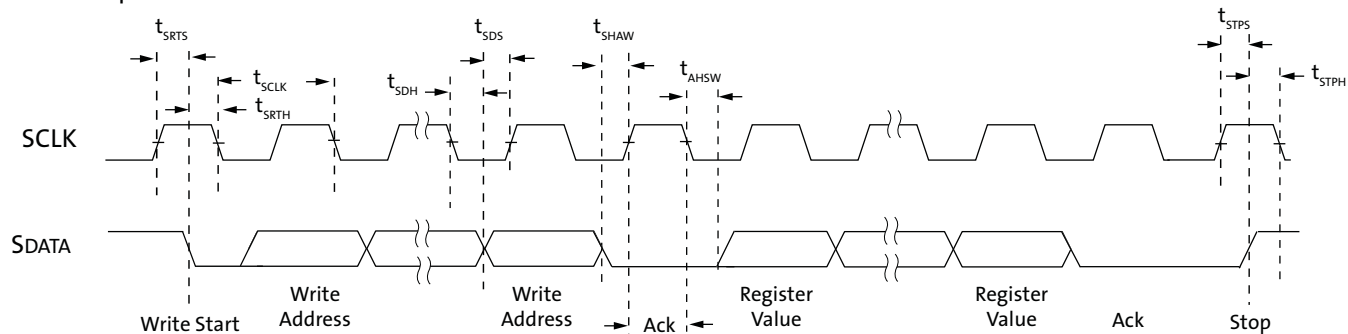 tSRTS
tSDS
tSHAW
tSTPS
tSCLK
tSDH
tAHSW
tSTPH
tSRTH
SCLK
SDATA
Write Address
Write Address
Register Value
Register Value
Write Start
Ack
Ack
Stop